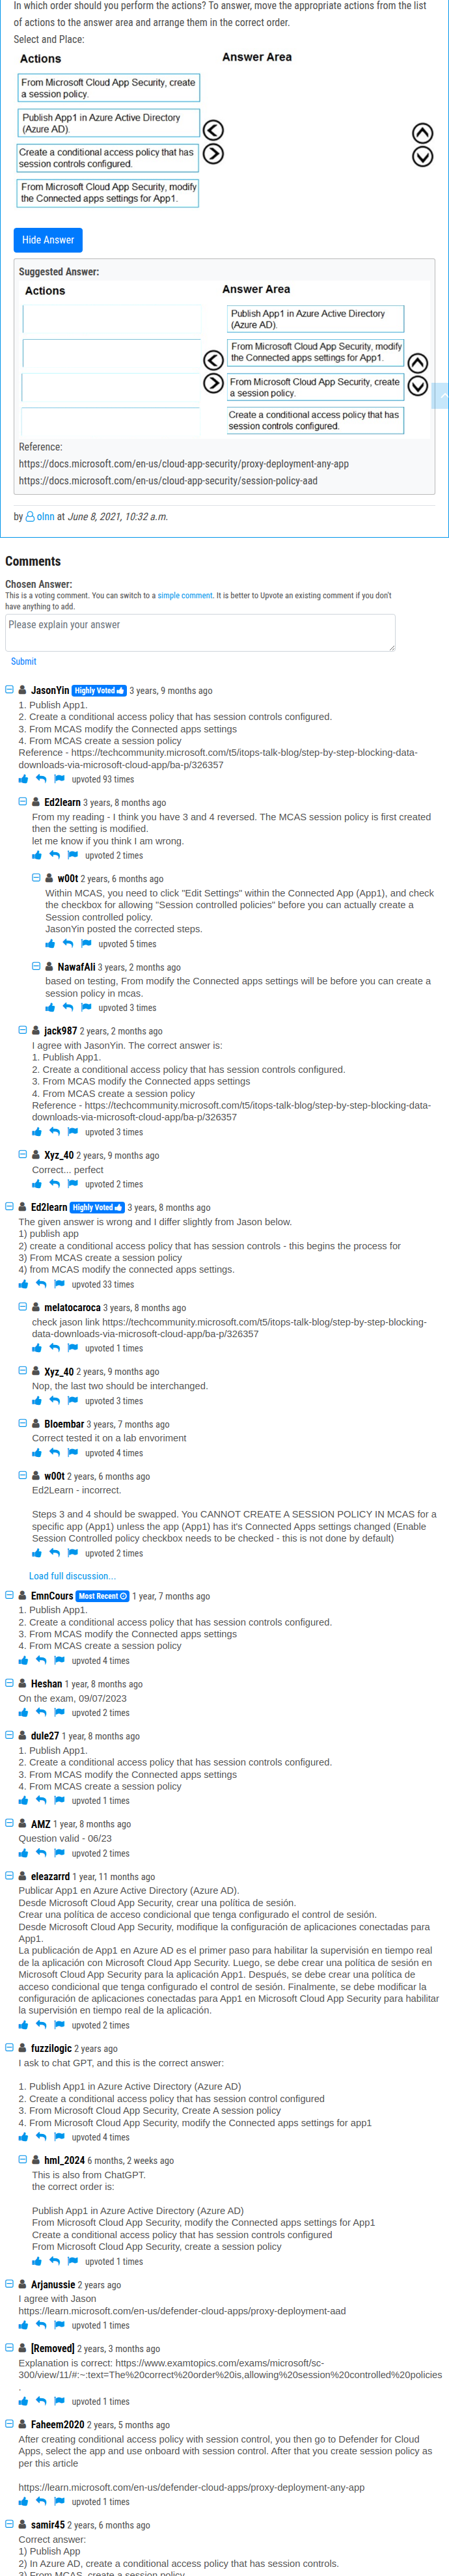 In which order should you perform the actions? To answer, move the appropriate actions from the list
of actions to the answer area and arrange them in the correct order.
Select and Place:
Actions
Answer Area
From Microsoft Cloud App Security, create
a session policy.
Publish App1 in Azure Active Directory
(Azure AD).
Create a conditional access policy that has
session controls configured.
From Microsoft Cloud App Security, modify
the Connected apps settings for App1.
Hide Answer
Suggested Answer:
Actions
Answer Area
Publish App1 in Azure Active Directory
(Azure AD).
From Microsoft Cloud App Security, modify
the Connected apps settings for App1.
From Microsoft Cloud App Security, create
a session policy.
Create a conditional access policy that has
session controls configured.
Reference:
https://docs.microsoft.com/en-us/cloud-app-security/proxy-deployment-any-app
https://docs.microsoft.com/en-us/cloud-app-security/session-policy-aad
by olnn at June 8, 2021, 10:32 a.m.
Comments
Chosen Answer:
This is a voting comment. You can switch to a simple comment. It is better to Upvote an existing comment if you don't
have anything to add.
Please explain your answer
Submit
JasonYin Highly Voted 3 years, 9 months ago
1. Publish App1.
2. Create a conditional access policy that has session controls configured.
3. From MCAS modify the Connected apps settings
4. From MCAS create a session policy
Reference - https://techcommunity.microsoft.com/t5/itops-talk-blog/step-by-step-blocking-data-
downloads-via-microsoft-cloud-app/ba-p/326357
upvoted 93 times
Ed2learn 3 years, 8 months ago
From my reading - I think you have 3 and 4 reversed. The MCAS session policy is first created
then the setting is modified.
let me know if you think I am wrong.
upvoted 2 times
w00t 2 years, 6 months ago
Within MCAS, you need to click "Edit Settings" within the Connected App (App1), and check
the checkbox for allowing "Session controlled policies" before you can actually create a
Session controlled policy.
JasonYin posted the corrected steps.
upvoted 5 times
NawafAli 3 years, 2 months ago
based on testing, From modify the Connected apps settings will be before you can create a
session policy in mcas.
upvoted 3 times
jack987 2 years, 2 months ago
I agree with JasonYin. The correct answer is:
1. Publish App1.
2. Create a conditional access policy that has session controls configured.
3. From MCAS modify the Connected apps settings
4. From MCAS create a session policy
Reference - https://techcommunity.microsoft.com/t5/itops-talk-blog/step-by-step-blocking-data-
downloads-via-microsoft-cloud-app/ba-p/326357
upvoted 3 times
Xyz_40 2 years, 9 months ago
Correct... perfect
upvoted 2 times
Ed2learn Highly Voted 3 years, 8 months ago
The given answer is wrong and I differ slightly from Jason below.
1) publish app
2) create a conditional access policy that has session controls - this begins the process for
3) From MCAS create a session policy
4) from MCAS modify the connected apps settings.
upvoted 33 times
melatocaroca 3 years, 8 months ago
check jason link https://techcommunity.microsoft.com/t5/itops-talk-blog/step-by-step-blocking-
data-downloads-via-microsoft-cloud-app/ba-p/326357
upvoted 1 times
Xyz_40 2 years, 9 months ago
Nop, the last two should be interchanged.
upvoted 3 times
Bloembar 3 years, 7 months ago
Correct tested it on a lab envoriment
upvoted 4 times
w00t 2 years, 6 months ago
Ed2Learn - incorrect.
Steps 3 and 4 should be swapped. You CANNOT CREATE A SESSION POLICY IN MCAS for a
specific app (App1) unless the app (App1) has it's Connected Apps settings changed (Enable
Session Controlled policy checkbox needs to be checked - this is not done by default)
upvoted 2 times
Load full discussion...
EmnCours Most Recent 1 year, 7 months ago
1. Publish App1.
2. Create a conditional access policy that has session controls configured.
3. From MCAS modify the Connected apps settings
4. From MCAS create a session policy
upvoted 4 times
Heshan 1 year, 8 months ago
On the exam, 09/07/2023
upvoted 2 times
dule27 1 year, 8 months ago
1. Publish App1.
2. Create a conditional access policy that has session controls configured.
3. From MCAS modify the Connected apps settings
4. From MCAS create a session policy
upvoted 1 times
AMZ 1 year, 8 months ago
Question valid - 06/23
upvoted 2 times
eleazarrd 1 year, 11 months ago
Publicar App1 en Azure Active Directory (Azure AD).
Desde Microsoft Cloud App Security, crear una política de sesión.
Crear una política de acceso condicional que tenga configurado el control de sesión.
Desde Microsoft Cloud App Security, modifique la configuración de aplicaciones conectadas para
App1.
La publicación de App1 en Azure AD es el primer paso para habilitar la supervisión en tiempo real
de la aplicación con Microsoft Cloud App Security. Luego, se debe crear una política de sesión en
Microsoft Cloud App Security para la aplicación App1. Después, se debe crear una política de
acceso condicional que tenga configurado el control de sesión. Finalmente, se debe modificar la
configuración de aplicaciones conectadas para App1 en Microsoft Cloud App Security para habilitar
la supervisión en tiempo real de la aplicación.
upvoted 2 times
fuzzilogic 2 years ago
I ask to chat GPT, and this is the correct answer:
1. Publish App1 in Azure Active Directory (Azure AD)
2. Create a conditional access policy that has session control configured
3. From Microsoft Cloud App Security, Create A session policy
4. From Microsoft Cloud App Security, modify the Connected apps settings for app1
upvoted 4 times
hml_2024 6 months, 2 weeks ago
This is also from ChatGPT.
the correct order is:
Publish App1 in Azure Active Directory (Azure AD)
From Microsoft Cloud App Security, modify the Connected apps settings for App1
Create a conditional access policy that has session controls configured
From Microsoft Cloud App Security, create a session policy
upvoted 1 times
Arjanussie 2 years ago
I agree with Jason
https://learn.microsoft.com/en-us/defender-cloud-apps/proxy-deployment-aad
upvoted 1 times
[Removed] 2 years, 3 months ago
Explanation is correct: https://www.examtopics.com/exams/microsoft/sc-
300/view/11/#:~:text=The%20correct%20order%20is,allowing%20session%20controlled%20policies
.
upvoted 1 times
Faheem2020 2 years, 5 months ago
After creating conditional access policy with session control, you then go to Defender for Cloud
Apps, select the app and use onboard with session control. After that you create session policy as
per this article
https://learn.microsoft.com/en-us/defender-cloud-apps/proxy-deployment-any-app
upvoted 1 times
samir45 2 years, 6 months ago
Correct answer:
1) Publish App
2) In Azure AD, create a conditional access policy that has session controls.
3) From MCAS, create a session policy